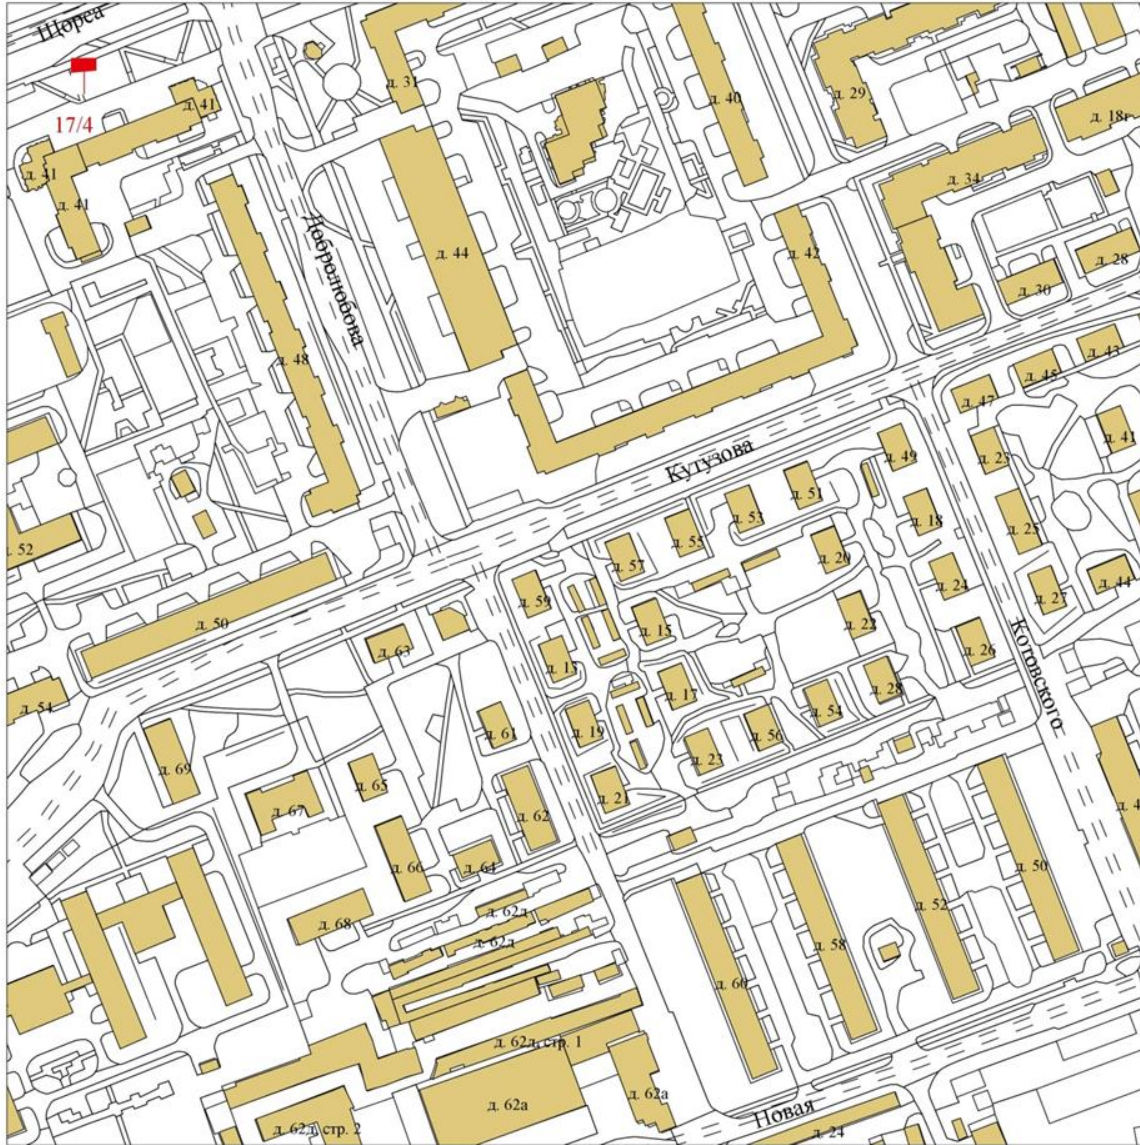 Щорса
17/4
д. 41
д. 41
д. 41
д. 31
д. 40
д. 29
д. 18г
д. 34
Добролюбова
д. 44
д. 42
д. 28
д. 30
д. 48
д. 43
д. 45
д. 47
д. 41
Кутузова
д. 49
д. 23
д. 51
д. 53
д. 18
д. 25
д. 55
д. 52
д. 57
д. 20
д. 24
д. 44
д. 27
д. 59
д. 50
д. 15
д. 22
д. 63
д. 13
д. 26
Котовского
д. 17
д. 28
д. 54
д. 54
д. 61
д. 19
д. 56
д. 23
д. 69
д. 65
д. 21
д. 67
д. 62
д. 66
д. 64
д. 50
д. 52
д. 62д
д. 68
д. 62д
д. 58
д. 60
д. 62д, стр. 1
д. 62а
д. 62а
Новая
д. 62д, стр. 2
д. 24